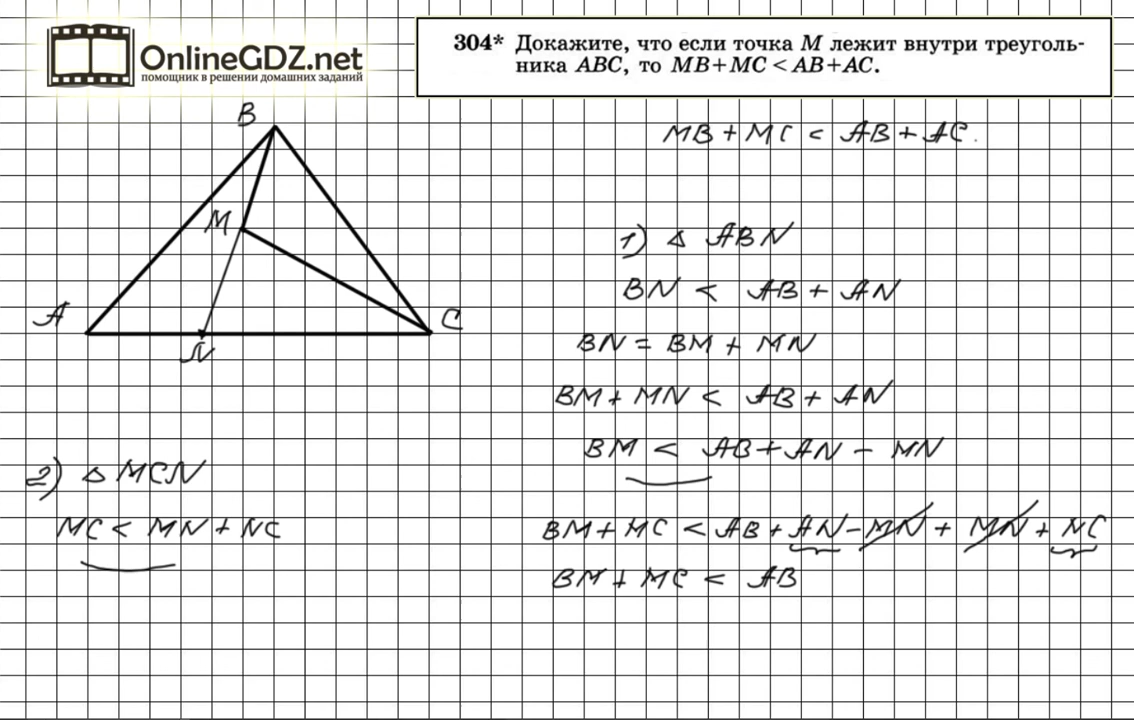 OnlineGDZ.net
помощник в решении домашних заданий
304* Докажите, что если точка M лежит внутри треуголь-
ника ABC, то MB+MC<AB+AC.
B
M
A
C
N
MB + MC < AB + AC.
1) △ ABN
BN < AB + AN
BN = BM + MN
BM + MN < AB + AN
BM < AB + AN - MN
2) △ MCN
MC < MN + NC
BM + MC < AB + AN - MN + MN + NC
BM + MC < AB